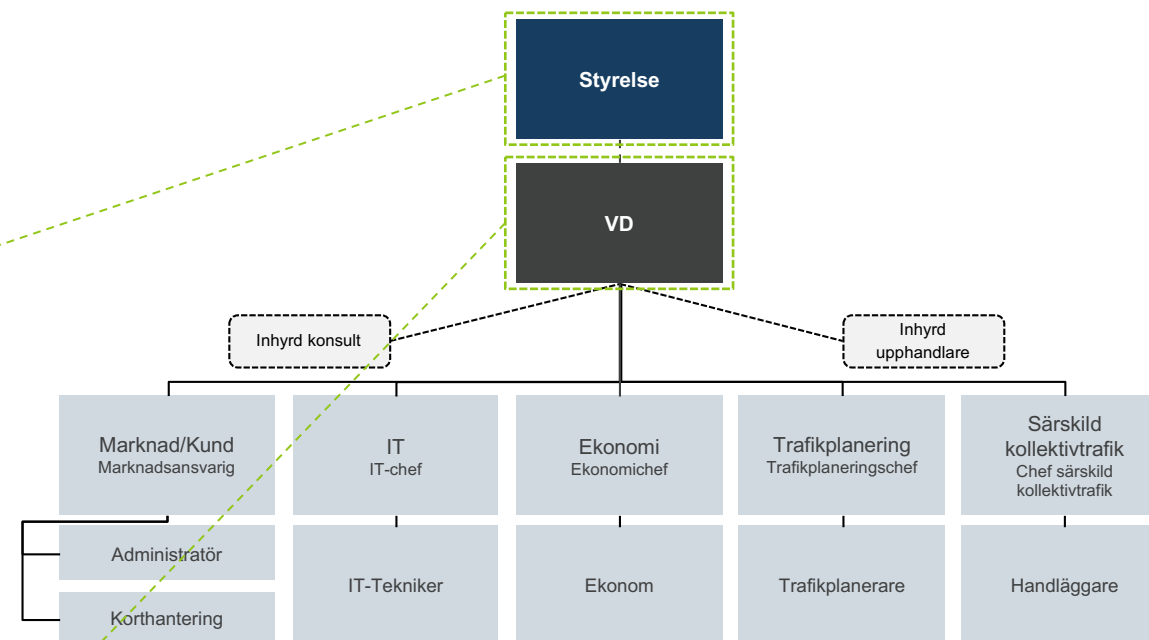 Styrelse
VD
Inhyrd konsult
Inhyrd
upphandlare
Marknad/Kund
Marknadsansvarig
IT
IT-chef
Ekonomi
Ekonomichef
Trafikplanering
Trafikplaneringschef
Särskild
kollektivtrafik
Chef särskild
kollektivtrafik
Administratör
Korthantering
IT-Tekniker
Ekonom
Trafikplanerare
Handläggare